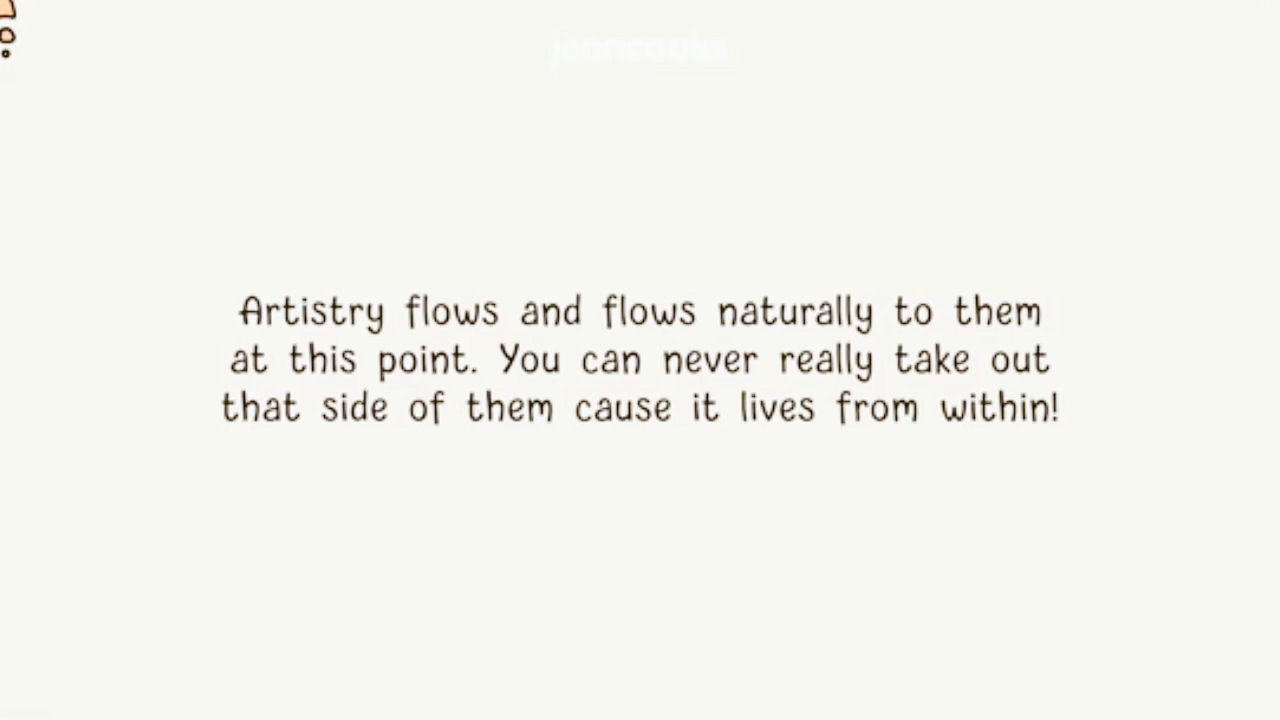 Artistry flows and flows naturally to them
at this point. You can never really take out
that side of them cause it lives from within!